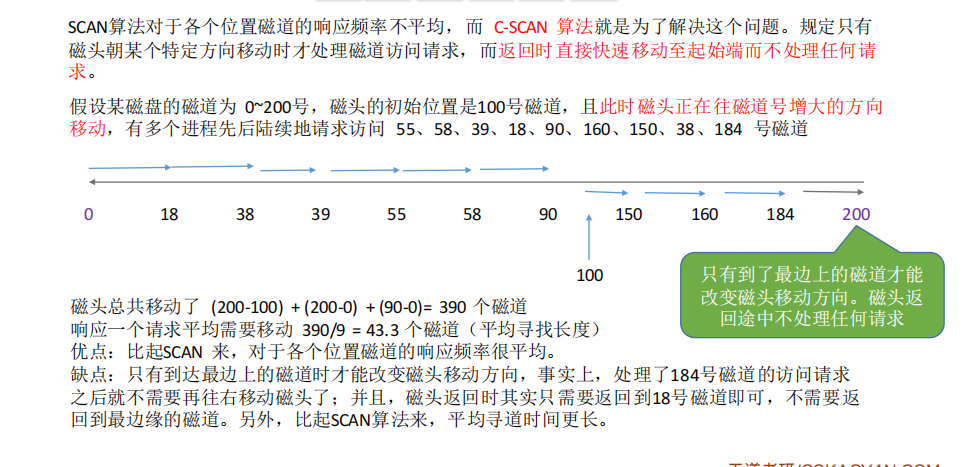 SCAN算法对于各个位置磁道的响应频率不平均，而 C-SCAN 算法就是为了解决这个问题。规定只有
磁头朝某个特定方向移动时才处理磁道访问请求，而返回时直接快速移动至起始端而不处理任何请
求。
假设某磁盘的磁道为 0~200号，磁头的初始位置是100号磁道，且此时磁头正在往磁道号增大的方向
移动，有多个进程先后陆续地请求访问 55、58、39、18、90、160、150、38、184 号磁道
0 18 38 39 55 58 90 150 160 184 200
100
只有到了最边上的磁道才能
改变磁头移动方向。磁头返
回途中不处理任何请求
磁头总共移动了 (200-100) + (200-0) + (90-0)= 390 个磁道
响应一个请求平均需要移动 390/9 = 43.3 个磁道（平均寻找长度）
优点：比起SCAN 来，对于各个位置磁道的响应频率很平均。
缺点：只有到达最边上的磁道时才能改变磁头移动方向，事实上，处理了184号磁道的访问请求
之后就不需要再往右移动磁头了；并且，磁头返回时其实只需要返回到18号磁道即可，不需要返
回到最边缘的磁道。另外，比起SCAN算法来，平均寻道时间更长。